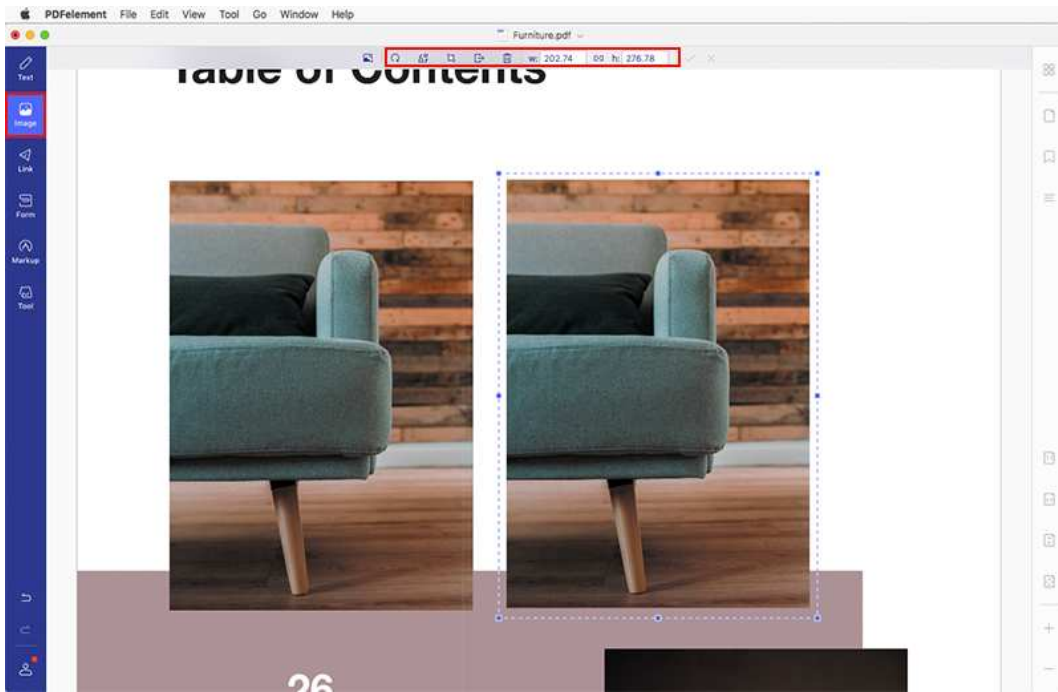 PDFelement File Edit View Tool Go Window Help
Furniture.pdf
w: 202.74 h: 276.78
Text
Image
Link
Form
Markup
Tool
Table of Contents
26